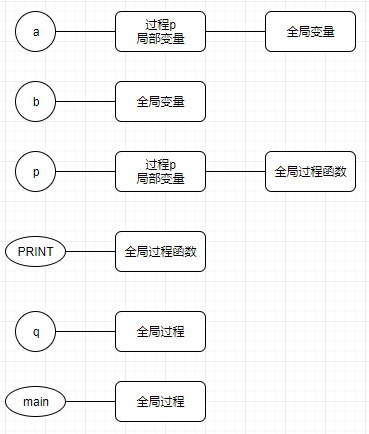 a
过程p
局部变量
全局变量
b
全局变量
p
过程p
局部变量
全局过程函数
PRINT
全局过程函数
q
全局过程
main
全局过程